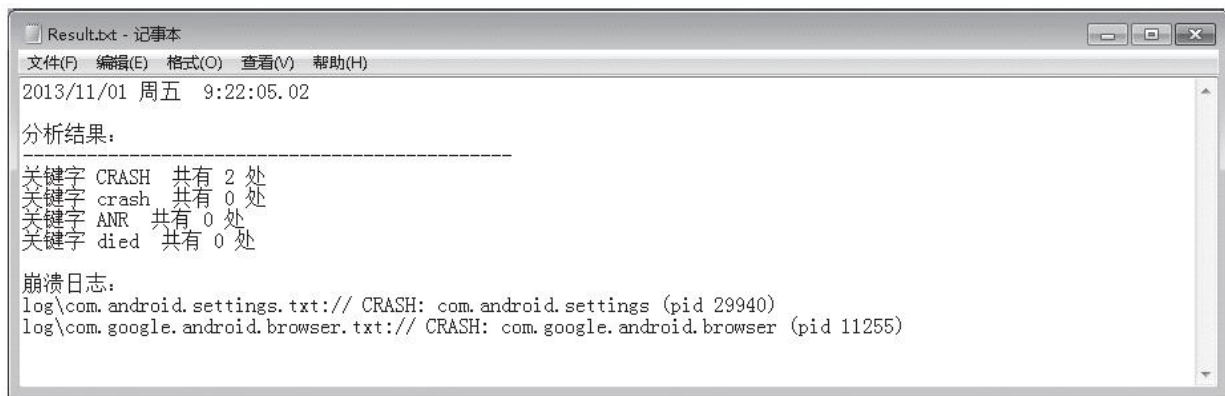 Result.txt - 记事本
文件(F) 编辑(E) 格式(O) 查看(V) 帮助(H)
2013/11/01 周五  9:22:05.02
分析结果：
----------------------------------------------
关键字 CRASH  共有 2 处
关键字 crash  共有 0 处
关键字 ANR  共有 0 处
关键字 died  共有 0 处
崩溃日志：
log\com.android.settings.txt:// CRASH: com.android.settings (pid 29940)
log\com.google.android.browser.txt:// CRASH: com.google.android.browser (pid 11255)